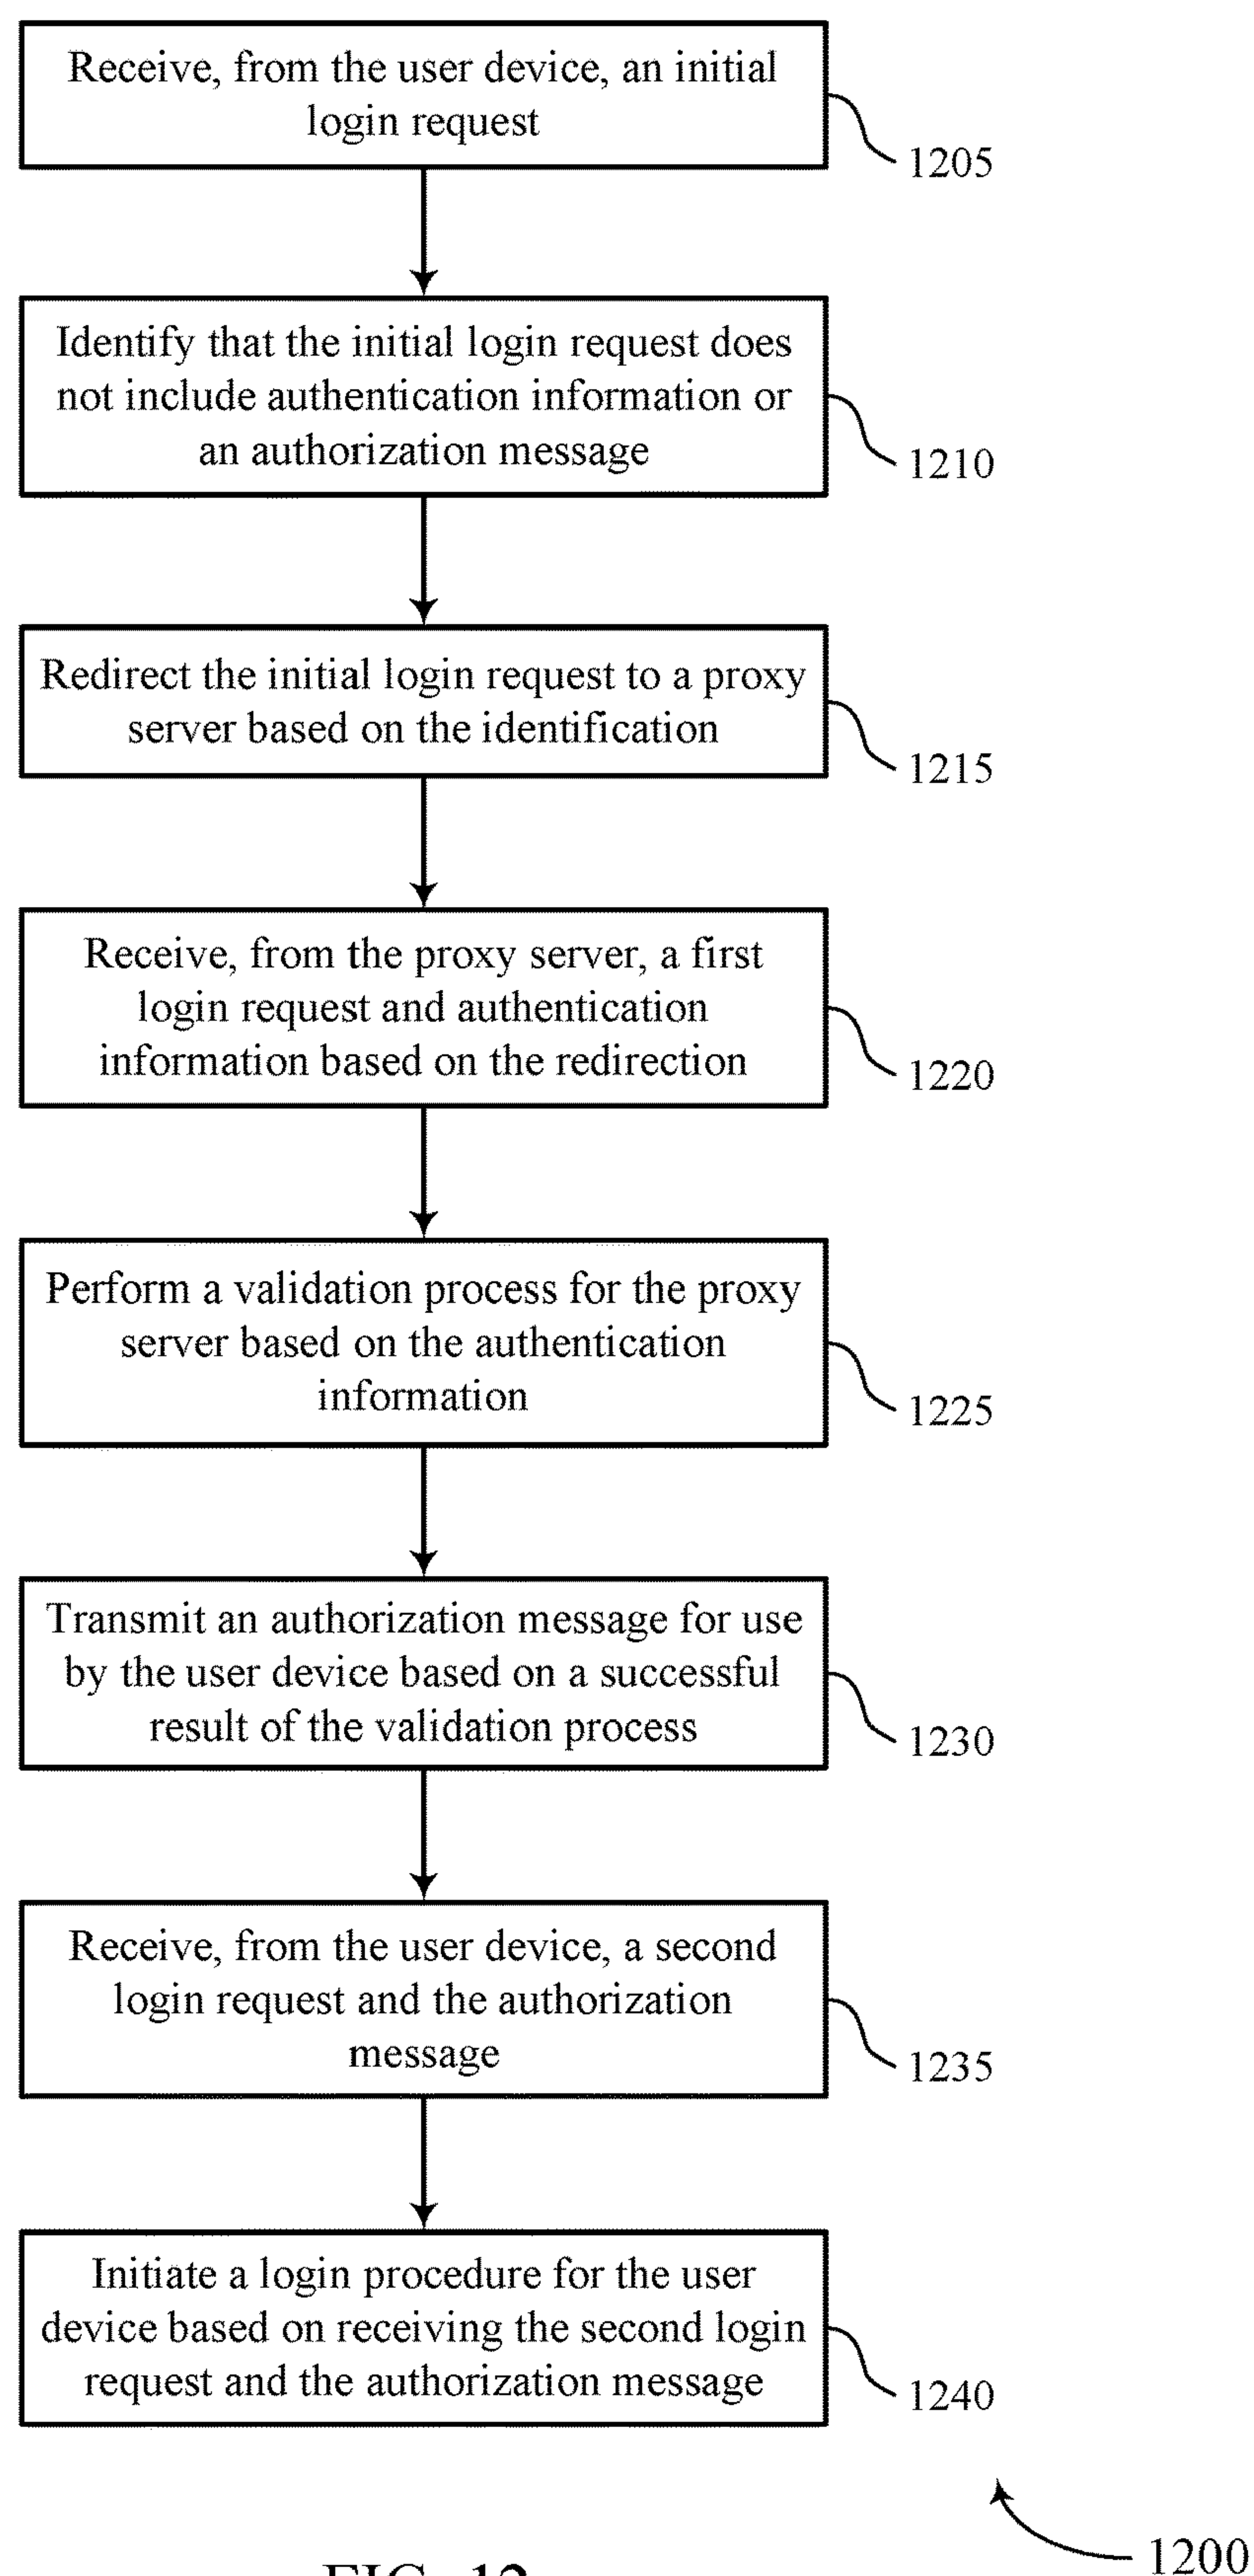 Receive, from the user device, an initial
login request
1205
Identify that the initial login request does
not include authentication information or
an authorization message
1210
Redirect the initial login request to a proxy
server based on the identification
1215
Receive, from the proxy server, a first
login request and authentication
information based on the redirection
1220
Perform a validation process for the proxy
server based on the authentication
information
1225
Transmit an authorization message for use
by the user device based on a successful
result of the validation process
1230
Receive, from the user device, a second
login request and the authorization
message
1235
Initiate a login procedure for the user
device based on receiving the second login
request and the authorization message
1240
1200
FIG. 12